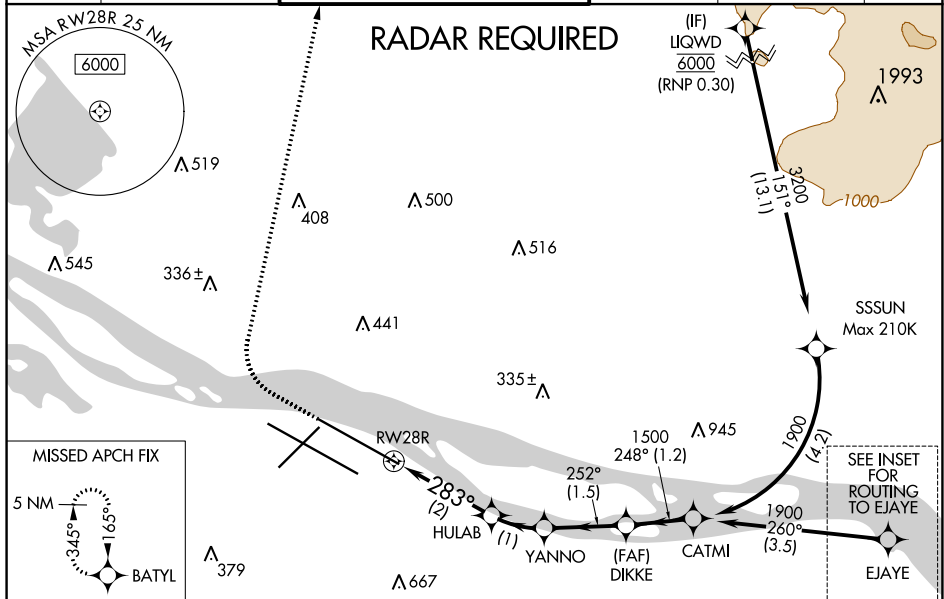 MSA RW28R 25 NM
6000
RADAR REQUIRED
(IF)
LIQWD
6000
(RNP 0.30)
1993
519
408
500
3200
151°
(13.1)
1000
516
545
336±
441
SSSUN
Max 210K
335±
945
1900
(4.2)
RW28R
1500
248° (1.2)
252°
(1.5)
MISSED APCH FIX
5 NM
345°
165°
BATYL
SEE INSET
FOR
ROUTING
TO EJAYE
283°
(2)
HULAB
(1)
YANNO
(FAF)
DIKKE
CATMI
1900
260°
(3.5)
EJAYE
379
667